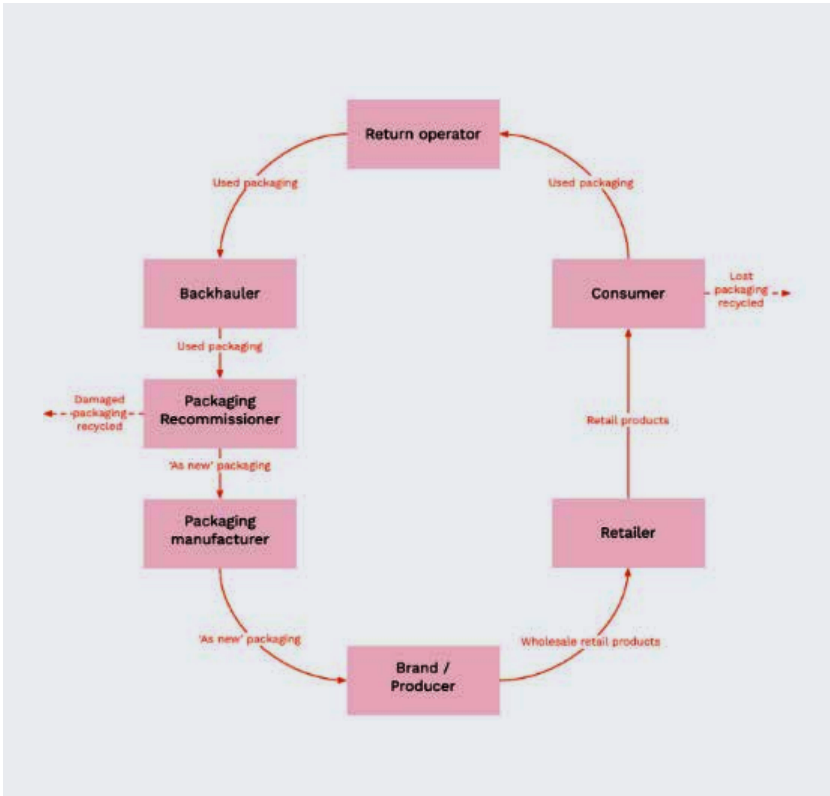 Return operator
Used packaging
Used packaging
Backhauler
Consumer
Lost
packaging
recycled
Used packaging
Damaged
packaging
recycled
Packaging
Recommissioner
Retail products
'As new' packaging
Packaging
manufacturer
Retailer
'As new' packaging
Wholesale retail products
Brand /
Producer